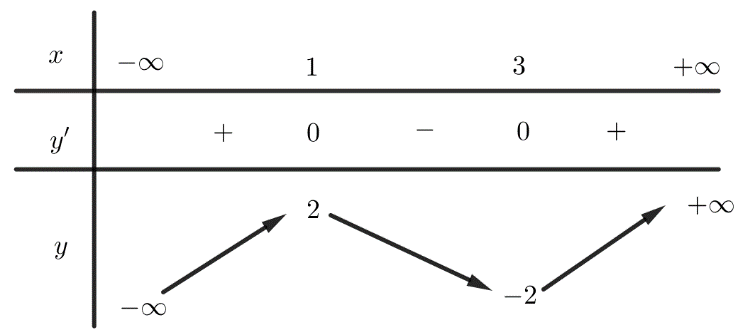 x −∞ 1 3 +∞
y′ + 0 − 0 +
2 +∞
y
−∞ −2